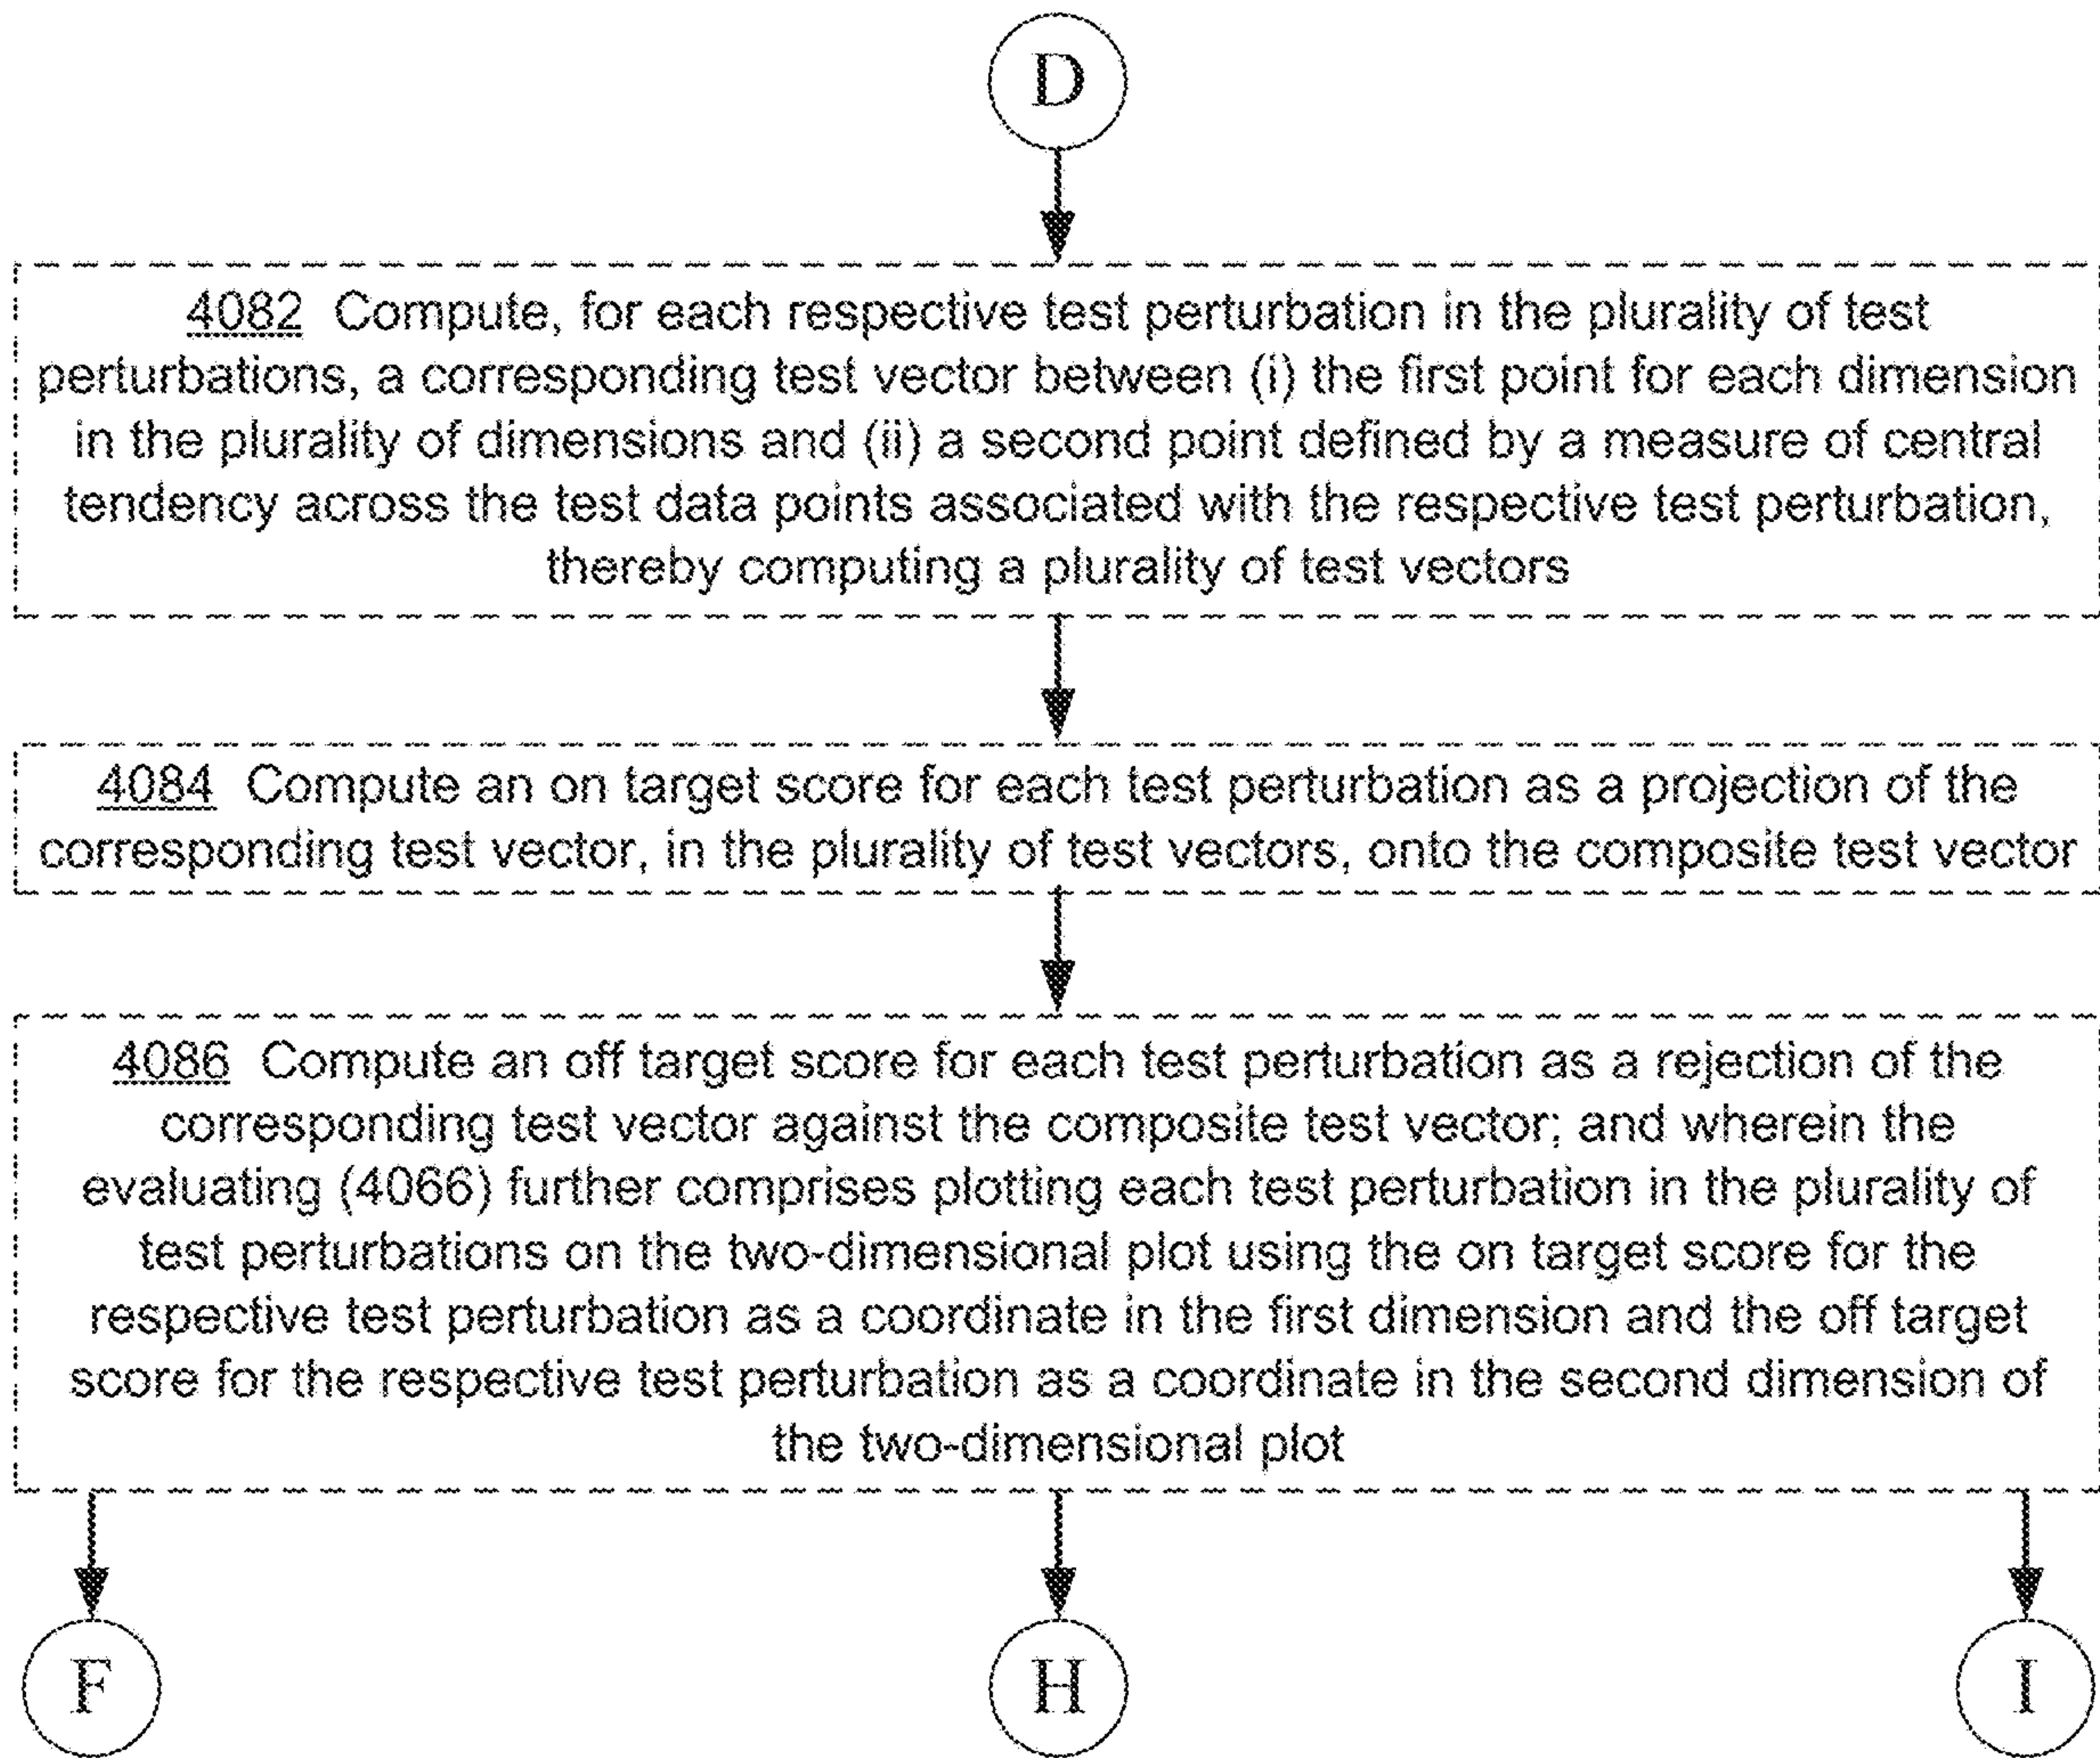 D
4082 Compute, for each respective test perturbation in the plurality of test
perturbations, a corresponding test vector between (i) the first point for each dimension
in the plurality of dimensions and (ii) a second point defined by a measure of central
tendency across the test data points associated with the respective test perturbation,
thereby computing a plurality of test vectors
4084 Compute an on target score for each test perturbation as a projection of the
corresponding test vector, in the plurality of test vectors, onto the composite test vector
4086 Compute an off target score for each test perturbation as a rejection of the
corresponding test vector against the composite test vector; and wherein the
evaluating (4066) further comprises plotting each test perturbation in the plurality of
test perturbations on the two-dimensional plot using the on target score for the
respective test perturbation as a coordinate in the first dimension and the off target
score for the respective test perturbation as a coordinate in the second dimension of
the two-dimensional plot
F
H
I